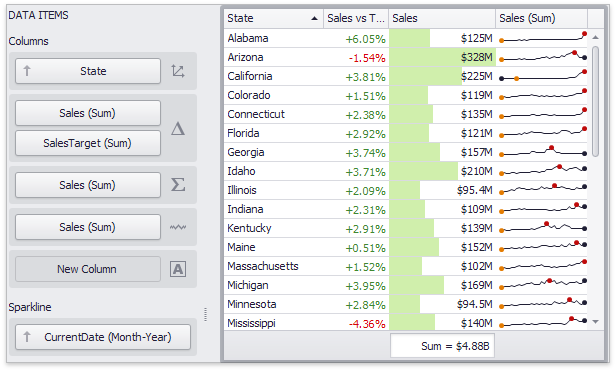 DATA ITEMS
Columns
State
Sales (Sum)
SalesTarget (Sum)
Sales (Sum)
Sales (Sum)
New Column
A
Sparkline
CurrentDate (Month-Year)
State Sales vs T... Sales Sales (Sum)
Alabama +6.05% $125M
Arizona -1.54% $328M
California +3.81% $225M
Colorado +1.51% $119M
Connecticut +2.38% $135M
Florida +2.92% $121M
Georgia +3.74% $157M
Idaho +3.71% $210M
Illinois +2.09% $95.4M
Indiana +2.31% $109M
Kentucky +2.91% $139M
Maine +0.51% $152M
Massachusetts +1.52% $102M
Michigan +3.95% $169M
Minnesota +2.84% $94.5M
Mississippi -4.36% $140M
Sum = $4.88B